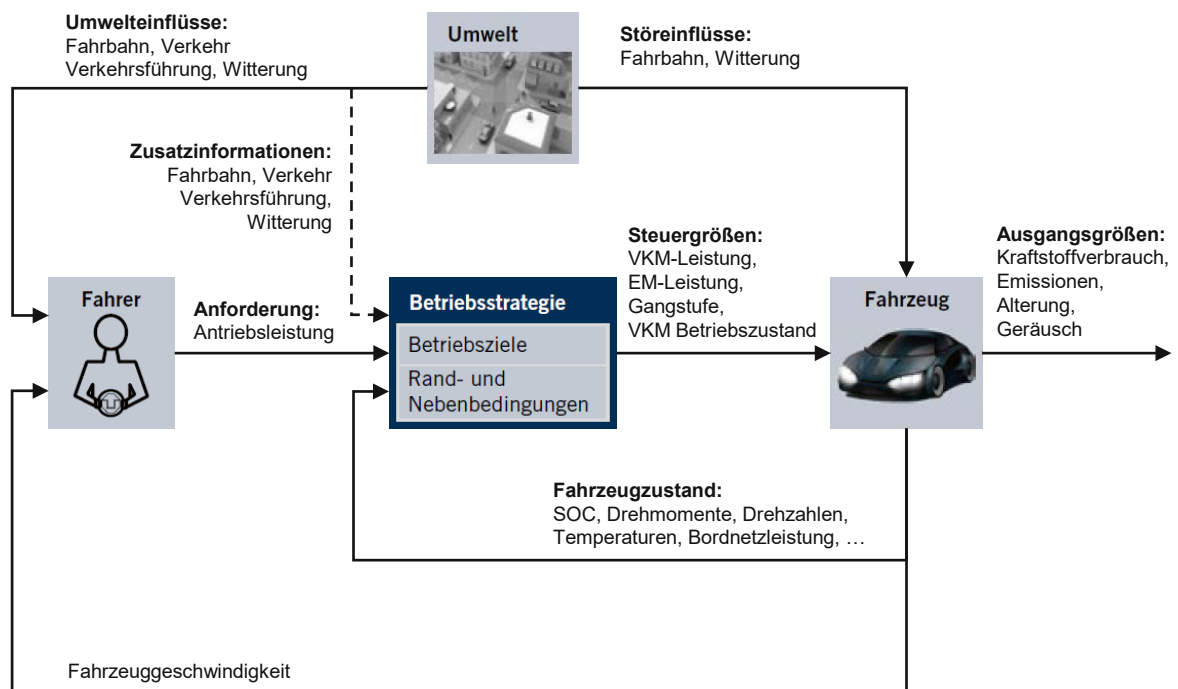 Umwelteinflüsse:
Fahrbahn, Verkehr
Verkehrsführung, Witterung
Umwelt
Störeinflüsse:
Fahrbahn, Witterung
Zusatzinformationen:
Fahrbahn, Verkehr
Verkehrsführung,
Witterung
Fahrer
Anforderung:
Antriebsleistung
Betriebsstrategie
Betriebsziele
Rand- und
Nebenbedingungen
Steuergrößen:
VKM-Leistung,
EM-Leistung,
Gangstufe,
VKM Betriebszustand
Fahrzeug
Ausgangsgrößen:
Kraftstoffverbrauch,
Emissionen,
Alterung,
Geräusch
Fahrzeugzustand:
SOC, Drehmomente, Drehzahlen,
Temperaturen, Bordnetzleistung, …
Fahrzeuggeschwindigkeit